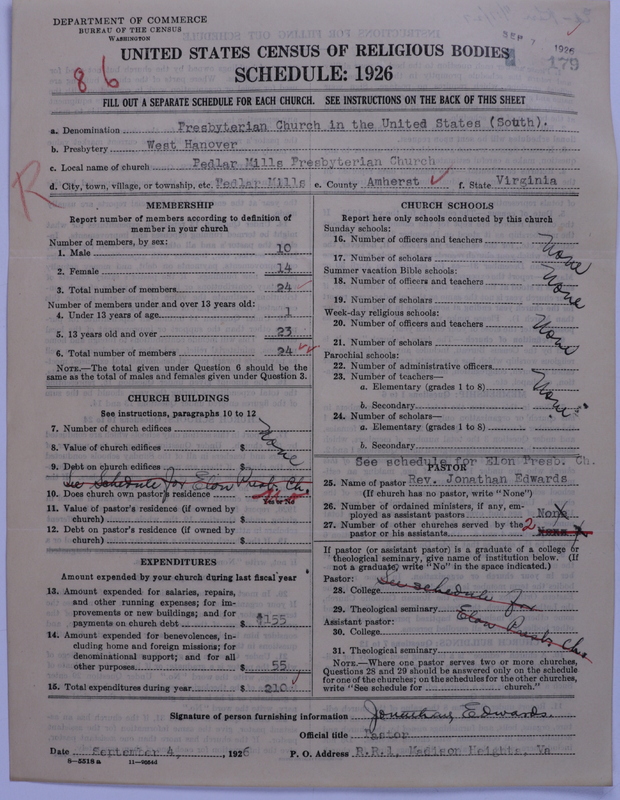 DEPARTMENT OF COMMERCE
BUREAU OF THE CENSUS
WASHINGTON
SEP 7 1926
179
UNITED STATES CENSUS OF RELIGIOUS BODIES
SCHEDULE: 1926
86
FILL OUT A SEPARATE SCHEDULE FOR EACH CHURCH. SEE INSTRUCTIONS ON THE BACK OF THIS SHEET
a. Denomination Presbyterian Church in the United States (South).
b. Presbytery West Hanover
c. Local name of church Pedlar Mills Presbyterian Church
d. City, town, village, or township, etc. Pedlar Mills e. County Amherst f. State Virginia
R
MEMBERSHIP
Report number of members according to definition of
member in your church
Number of members, by sex:
1. Male 10
2. Female 14
3. Total number of members 24
Number of members under and over 13 years old:
4. Under 13 years of age 1
5. 13 years old and over 23
6. Total number of members 24
NOTE.—The total given under Question 6 should be the
same as the total of males and females given under Question 3.
CHURCH BUILDINGS
See instructions, paragraphs 10 to 12
7. Number of church edifices None
8. Value of church edifices $
9. Debt on church edifices $
See Schedule for Elon Presb. Ch.
10. Does church own pastor's residence
11. Value of pastor's residence (if owned by
church) $
12. Debt on pastor's residence (if owned by
church) $
EXPENDITURES
Amount expended by your church during last fiscal year
13. Amount expended for salaries, repairs,
and other running expenses; for im-
provements or new buildings; and for
payments on church debt $ $155
14. Amount expended for benevolences, in-
cluding home and foreign missions; for
denominational support; and for all
other purposes $ 55
15. Total expenditures during year $ 210
CHURCH SCHOOLS
Report here only schools conducted by this church
Sunday schools:
16. Number of officers and teachers None
17. Number of scholars
Summer vacation Bible schools:
18. Number of officers and teachers None
19. Number of scholars
Week-day religious schools:
20. Number of officers and teachers None
21. Number of scholars
Parochial schools:
22. Number of administrative officers
23. Number of teachers—
a. Elementary (grades 1 to 8) None
b. Secondary
24. Number of scholars—
a. Elementary (grades 1 to 8)
b. Secondary
See schedule for Elon Presb. Ch.
PASTOR
25. Name of pastor Rev. Jonathan Edwards
(If church has no pastor, write "None")
26. Number of ordained ministers, if any, em-
ployed as assistant pastors None
27. Number of other churches served by the
pastor or his assistants 2
If pastor (or assistant pastor) is a graduate of a college or
theological seminary, give name of institution below. (If
not a graduate, write "No" in the space indicated.)
Pastor:
28. College See schedule for
29. Theological seminary Elon Presb. Ch.
Assistant pastor:
30. College
31. Theological seminary
NOTE.—Where one pastor serves two or more churches,
Questions 28 and 29 should be answered only on the schedule
for one of the churches; on the schedules for the other churches,
write "See schedule for church."
Signature of person furnishing information Jonathan Edwards.
Official title Pastor
Date September 4, 1926 P. O. Address R.R.1, Madison Heights, Va
8—5518 a 11—9554d